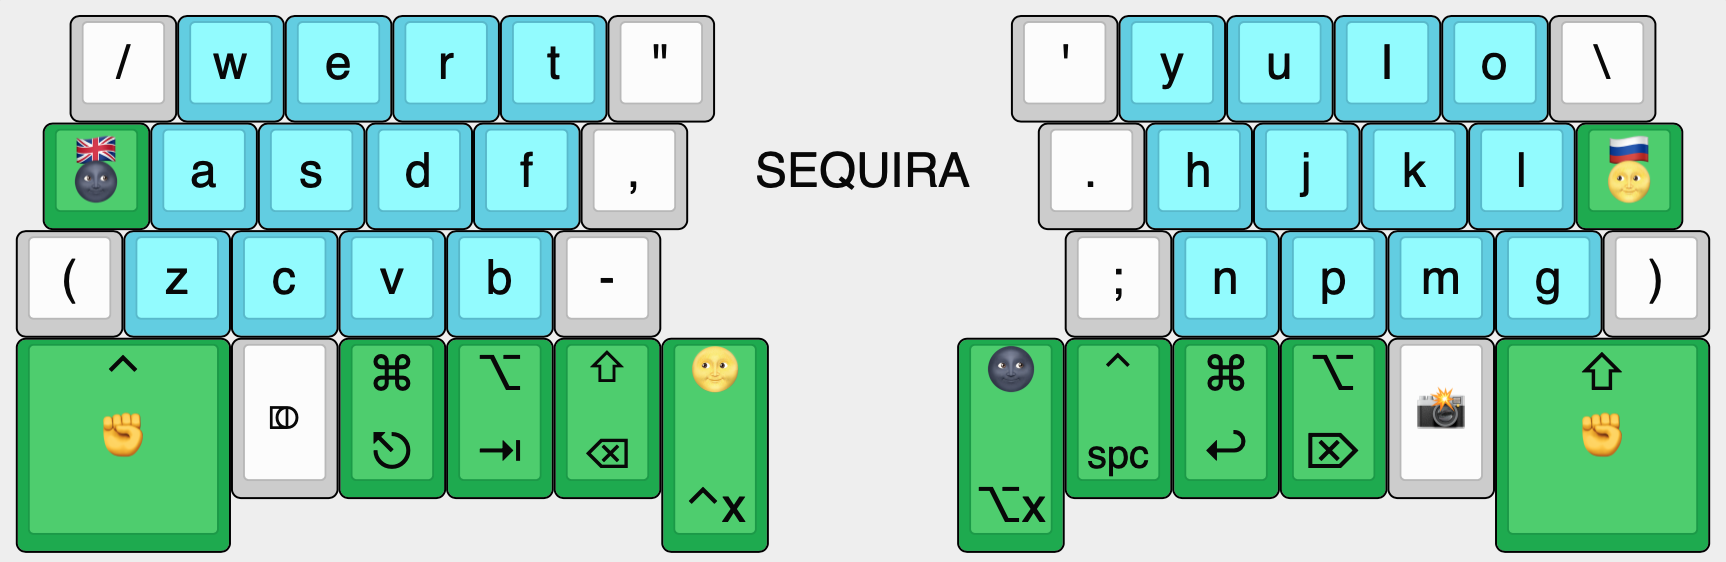 / w e r t " ' y u I o \
a s d f , SEQUIRA . h j k l
( z c v b - ; n p m g )
^ ⌘ ⌥ ⇧ ^ ⌘ ⌥ ⇧
⎋ ⇥ ⌫ spc ↩ ⌦
^x ⌥x